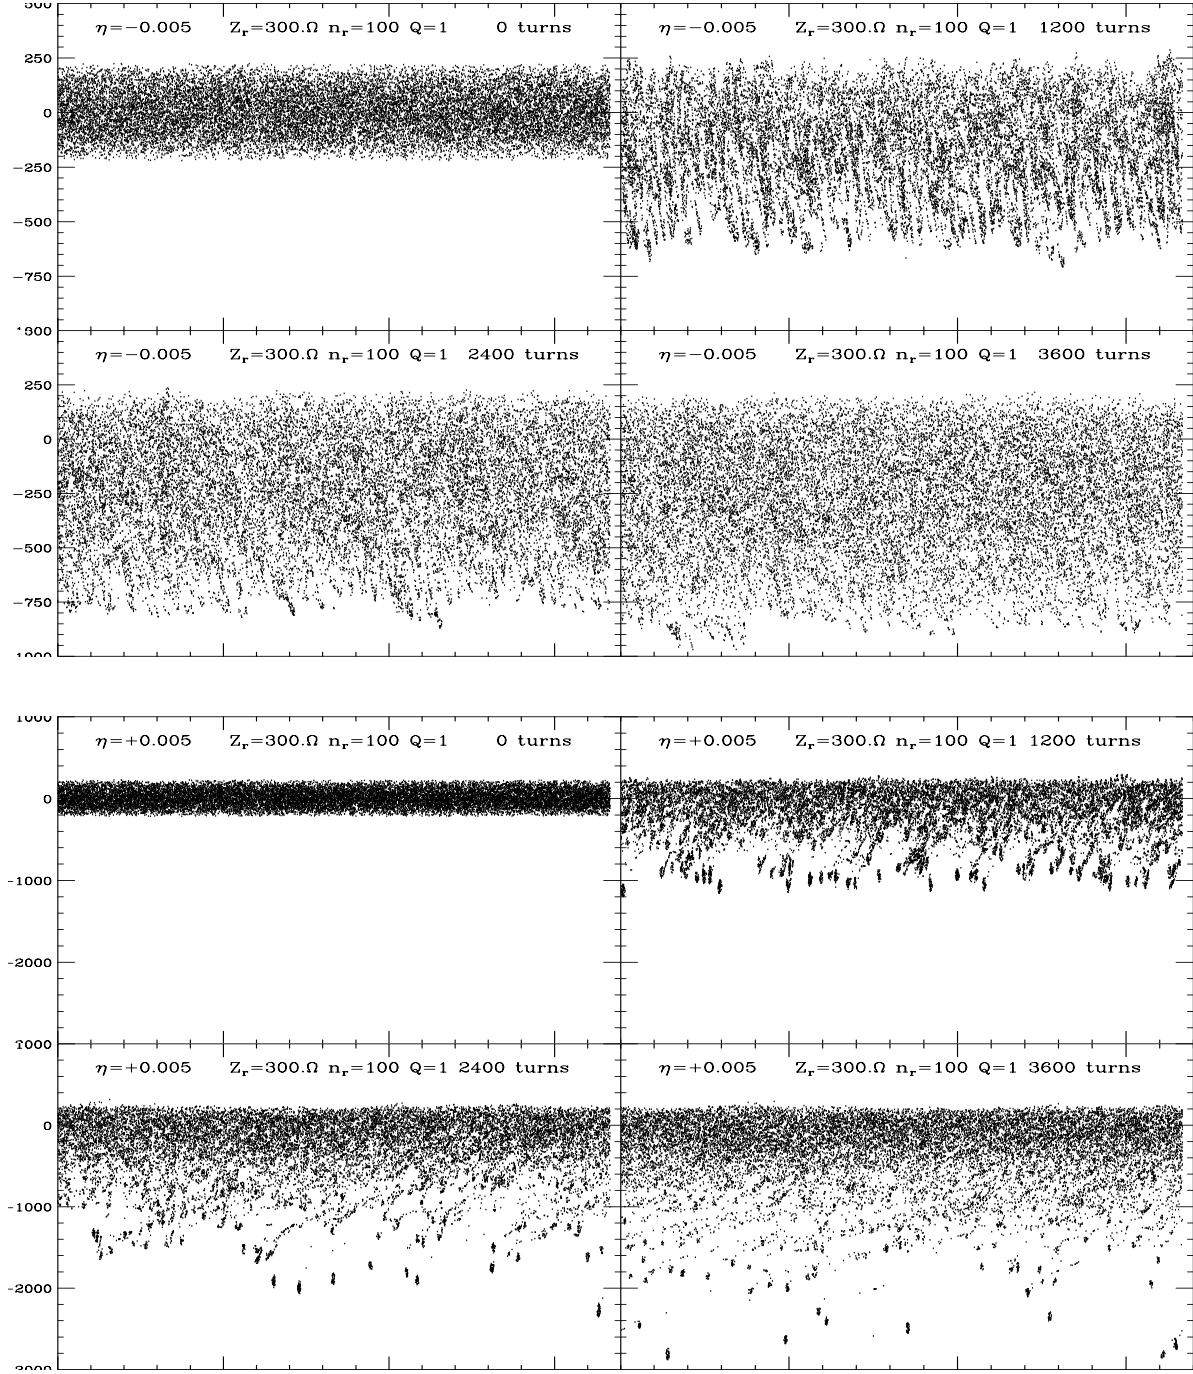 η=−0.005 Z_r=300.Ω n_r=100 Q=1 0 turns
η=−0.005 Z_r=300.Ω n_r=100 Q=1 1200 turns
250
0
−250
−500
−750
η=−0.005 Z_r=300.Ω n_r=100 Q=1 2400 turns
η=−0.005 Z_r=300.Ω n_r=100 Q=1 3600 turns
250
0
−250
−500
−750
η=+0.005 Z_r=300.Ω n_r=100 Q=1 0 turns
η=+0.005 Z_r=300.Ω n_r=100 Q=1 1200 turns
0
-1000
-2000
η=+0.005 Z_r=300.Ω n_r=100 Q=1 2400 turns
η=+0.005 Z_r=300.Ω n_r=100 Q=1 3600 turns
0
-1000
-2000